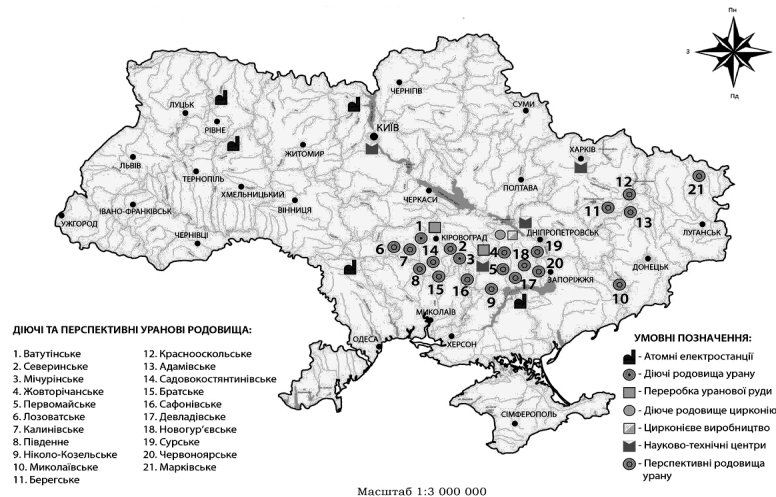 Пн
З
Пд
ЧЕРНІГІВ
ЛУЦЬК
РІВНЕ
СУМИ
КИЇВ
ЖИТОМИР
ХАРКІВ
ЛЬВІВ
ТЕРНОПІЛЬ
ХМЕЛЬНИЦЬКИЙ
ПОЛТАВА
12
21
ІВАНО-ФРАНКІВСЬК
ВІННИЦЯ
ЧЕРКАСИ
11
13
УЖГОРОД
ЧЕРНІВЦІ
ЛУГАНСЬК
1
КІРОВОГРАД
ДНІПРОПЕТРОВСЬК
6
7
14
2
3
4
18
19
ДОНЕЦЬК
8
15
16
5
17
20
ЗАПОРІЖЖЯ
9
10
МИКОЛАЇВ
ОДЕСА
ХЕРСОН
СІМФЕРОПОЛЬ
ДІЮЧІ ТА ПЕРСПЕКТИВНІ УРАНОВІ РОДОВИЩА:
1. Ватутінське
2. Северинське
3. Мічурінське
4. Жовторічанське
5. Первомайське
6. Лозоватське
7. Калинівське
8. Південне
9. Ніколо-Козельське
10. Миколаївське
11. Берегське
12. Краснооскольське
13. Адамівське
14. Садовокостянтинівське
15. Братське
16. Сафонівське
17. Девладівське
18. Новогур'євське
19. Сурське
20. Червоноярське
21. Марківське
УМОВНІ ПОЗНАЧЕННЯ:
- Атомні електростанції
- Діючі родовища урану
- Переробка уранової руди
- Діюче родовище цирконію
- Цирконієве виробництво
- Науково-технічні центри
- Перспективні родовища
урану
Масштаб 1:3 000 000